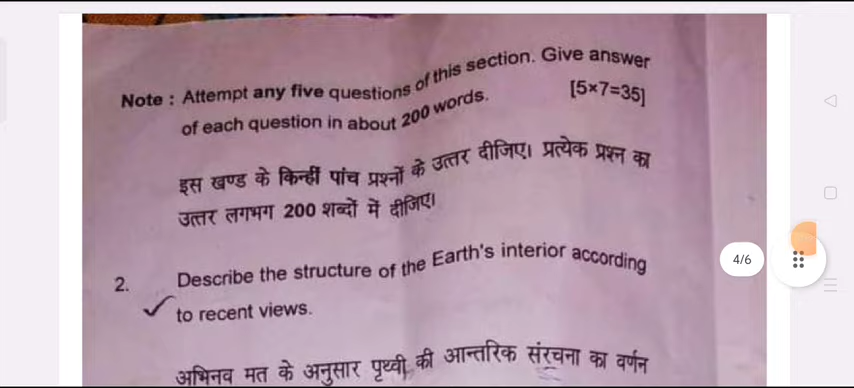 Note : Attempt any five questions of this section. Give answer
of each question in about 200 words. [5×7=35]
इस खण्ड के किन्हीं पांच प्रश्नों के उत्तर दीजिए। प्रत्येक प्रश्न का
उत्तर लगभग 200 शब्दों में दीजिए।
2. Describe the structure of the Earth's interior according
to recent views.
अभिनव मत के अनुसार पृथ्वी की आन्तरिक संरचना का वर्णन
4/6